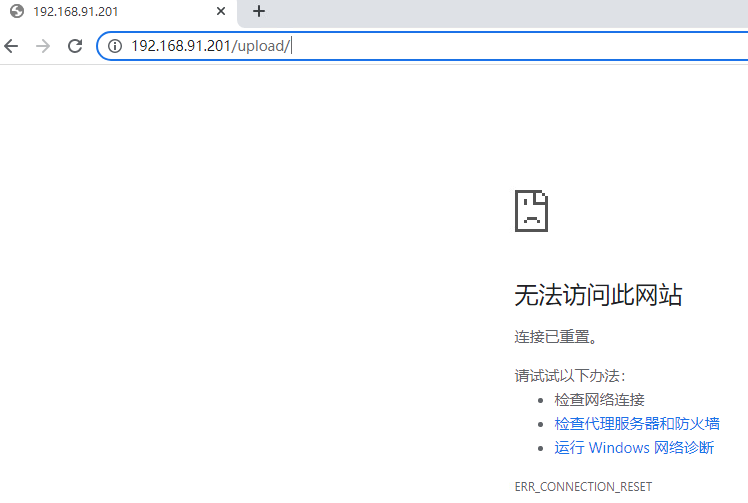 192.168.91.201
192.168.91.201/upload/
无法访问此网站
连接已重置。
请试试以下办法：
检查网络连接
检查代理服务器和防火墙
运行 Windows 网络诊断
ERR_CONNECTION_RESET